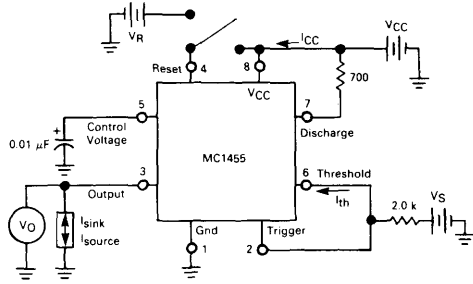 VR
ICC
VCC
Reset
4
8
VCC
700
5
7
Control
Voltage
0.01 μF
+
Discharge
MC1455
3
Output
6
Threshold
Ith
VS
2.0 k
VO
Isink
Isource
Gnd
Trigger
1
2